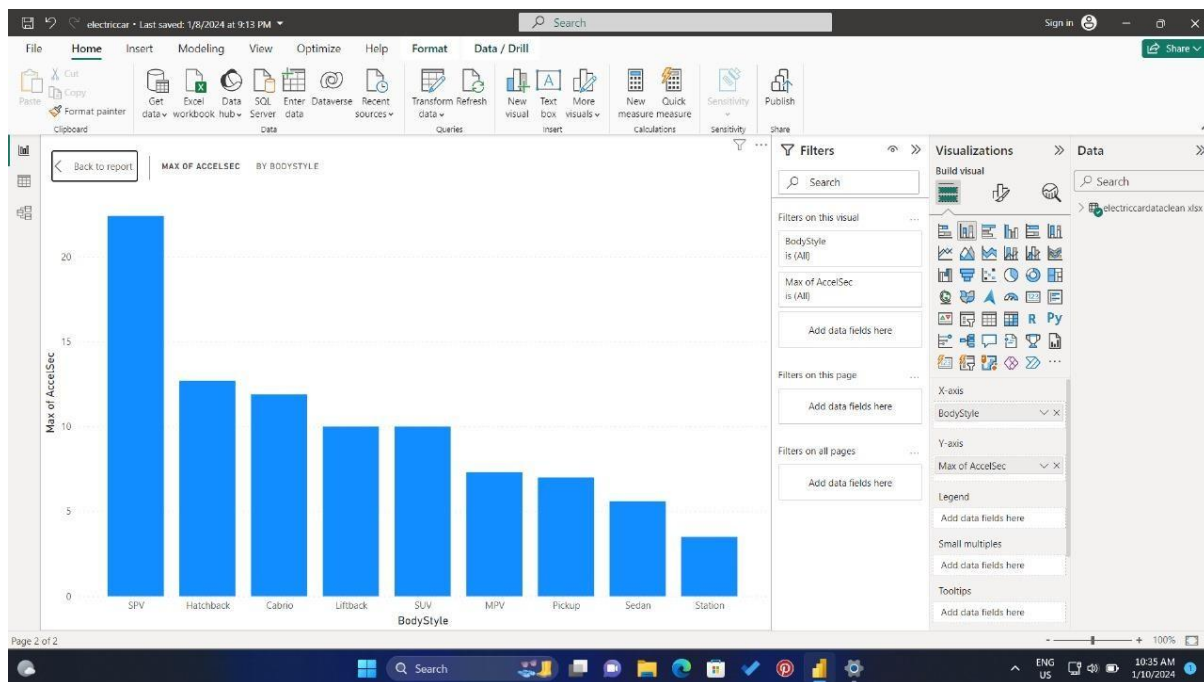 electriccar • Last saved: 1/8/2024 at 9:13 PM
Search
Sign in
File Home Insert Modeling View Optimize Help Format Data / Drill
Share
Paste
Cut
Copy
Format painter
Clipboard
Get data
Excel workbook
Data hub
SQL Server
Enter data
Dataverse
Recent sources
Data
Transform data
Refresh
Queries
New visual
Text box
More visuals
Insert
New measure
Quick measure
Calculations
Sensitivity
Sensitivity
Publish
Share
Back to report
MAX OF ACCELSEC BY BODYSTYLE
Max of AccelSec
20
15
10
5
0
SPV Hatchback Cabrio Liftback SUV MPV Pickup Sedan Station
BodyStyle
Filters
Search
Filters on this visual
BodyStyle
is (All)
Max of AccelSec
is (All)
Add data fields here
Filters on this page
Add data fields here
Filters on all pages
Add data fields here
Visualizations
Build visual
123
R Py
X-axis
BodyStyle
Y-axis
Max of AccelSec
Legend
Add data fields here
Small multiples
Add data fields here
Tooltips
Add data fields here
Data
Search
electriccardataclean xlsx
Page 2 of 2
100%
Search
ENG
US
10:35 AM
1/10/2024